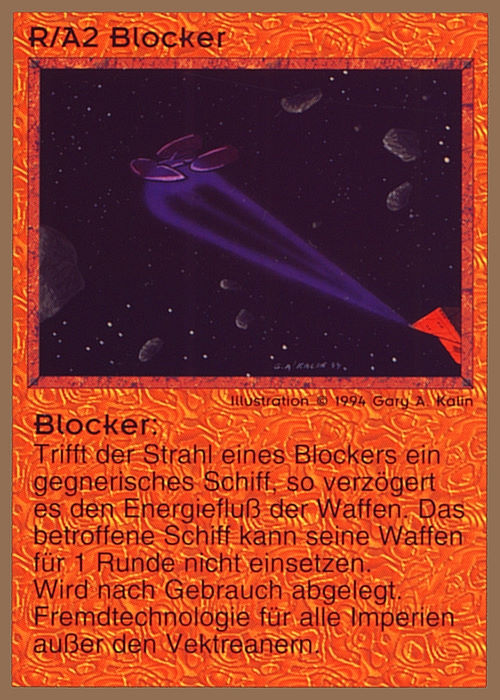 R/A2 Blocker
G.A. KALIN 94.
Illustration © 1994 Gary A. Kalin
Blocker:
Trifft der Strahl eines Blockers ein
gegnerisches Schiff, so verzögert
es den Energiefluß der Waffen. Das
betroffene Schiff kann seine Waffen
für 1 Runde nicht einsetzen.
Wird nach Gebrauch abgelegt.
Fremdtechnologie für alle Imperien
außer den Vektreanern.